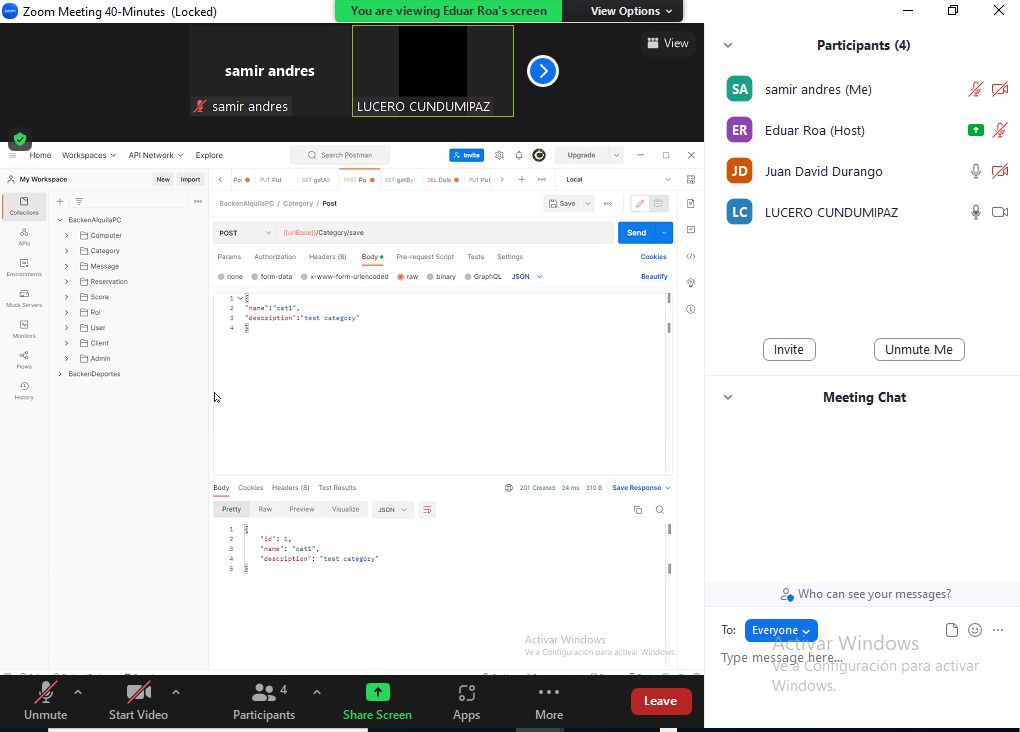 Zoom Meeting 40-Minutes (Locked)
You are viewing Eduar Roa's screen
View Options
samir andres
samir andres
LUCERO CUNDUMIPAZ
View
Home
Workspaces
API Network
Explore
Search Postman
Invite
Upgrade
My Workspace
New
Import
PUT Put
GET getAll
POST Po
GET getBy
DEL Dele
PUT Put
Local
Collections
APIs
Environments
Mock Servers
Monitors
Flows
History
BackenAlquilaPC
Computer
Category
Message
Reservation
Score
Rol
User
Client
Admin
BackenDeportes
BackenAlquilaPC / Category / Post
Save
POST
{{urlBase}}/Category/save
Send
Params
Authorization
Headers (8)
Body
Pre-request Script
Tests
Settings
Cookies
none
form-data
x-www-form-urlencoded
raw
binary
GraphQL
JSON
Beautify
1 {
2 "name":"cat1",
3 "description":"test category"
4 }
Body
Cookies
Headers (8)
Test Results
201 Created
24 ms
310 B
Save Response
Pretty
Raw
Preview
Visualize
JSON
1 {
2 "id": 1,
3 "name": "cat1",
4 "description": "test category"
5 }
Activar Windows
Ve a Configuración para activar Windows.
Unmute
Start Video
4
Participants
Share Screen
Apps
More
Leave
Participants (4)
SA samir andres (Me)
ER Eduar Roa (Host)
JD Juan David Durango
LC LUCERO CUNDUMIPAZ
Invite
Unmute Me
Meeting Chat
Who can see your messages?
To: Everyone
Type message here...
Activar Windows
Ve a Configuración para activar
Windows.